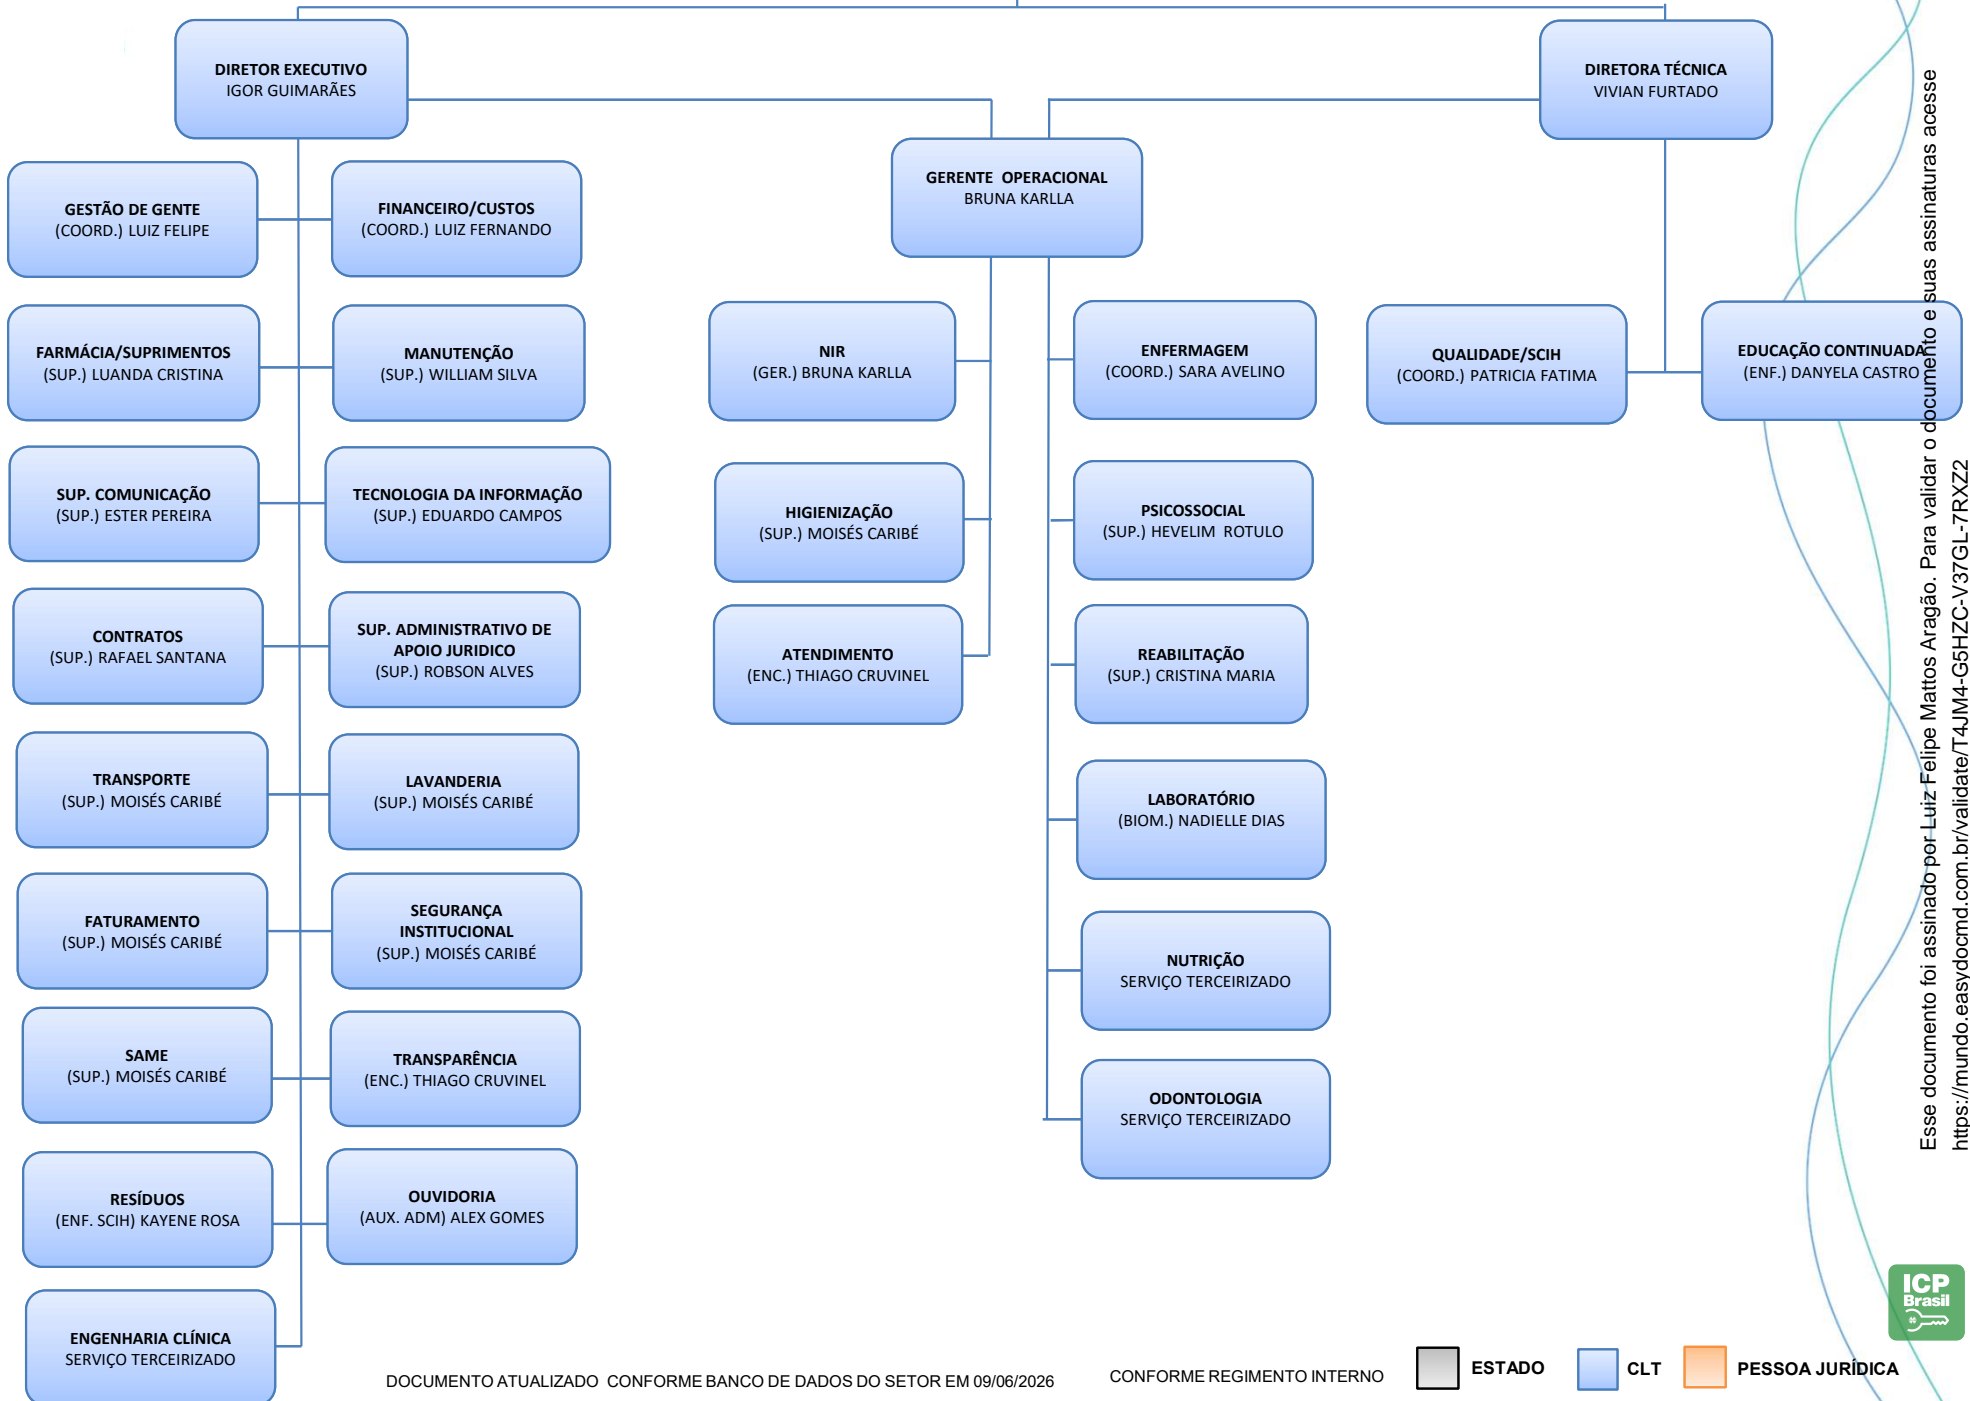 DIRETOR EXECUTIVO
IGOR GUIMARÃES
DIRETORA TÉCNICA
VIVIAN FURTADO
GERENTE OPERACIONAL
BRUNA KARLLA
GESTÃO DE GENTE
(COORD.) LUIZ FELIPE
FINANCEIRO/CUSTOS
(COORD.) LUIZ FERNANDO
FARMÁCIA/SUPRIMENTOS
(SUP.) LUANDA CRISTINA
MANUTENÇÃO
(SUP.) WILLIAM SILVA
SUP. COMUNICAÇÃO
(SUP.) ESTER PEREIRA
TECNOLOGIA DA INFORMAÇÃO
(SUP.) EDUARDO CAMPOS
CONTRATOS
(SUP.) RAFAEL SANTANA
SUP. ADMINISTRATIVO DE
APOIO JURIDICO
(SUP.) ROBSON ALVES
TRANSPORTE
(SUP.) MOISÉS CARIBÉ
LAVANDERIA
(SUP.) MOISÉS CARIBÉ
FATURAMENTO
(SUP.) MOISÉS CARIBÉ
SEGURANÇA
INSTITUCIONAL
(SUP.) MOISÉS CARIBÉ
SAME
(SUP.) MOISÉS CARIBÉ
TRANSPARÊNCIA
(ENC.) THIAGO CRUVINEL
RESÍDUOS
(ENF. SCIH) KAYENE ROSA
OUVIDORIA
(AUX. ADM) ALEX GOMES
ENGENHARIA CLÍNICA
SERVIÇO TERCEIRIZADO
NIR
(GER.) BRUNA KARLLA
HIGIENIZAÇÃO
(SUP.) MOISÉS CARIBÉ
ATENDIMENTO
(ENC.) THIAGO CRUVINEL
ENFERMAGEM
(COORD.) SARA AVELINO
PSICOSSOCIAL
(SUP.) HEVELIM ROTULO
REABILITAÇÃO
(SUP.) CRISTINA MARIA
LABORATÓRIO
(BIOM.) NADIELLE DIAS
NUTRIÇÃO
SERVIÇO TERCEIRIZADO
ODONTOLOGIA
SERVIÇO TERCEIRIZADO
QUALIDADE/SCIH
(COORD.) PATRICIA FATIMA
EDUCAÇÃO CONTINUADA
(ENF.) DANYELA CASTRO
DOCUMENTO ATUALIZADO CONFORME BANCO DE DADOS DO SETOR EM 09/06/2026
CONFORME REGIMENTO INTERNO
ESTADO
CLT
PESSOA JURÍDICA
Esse documento foi assinado por Luiz Felipe Mattos Aragão. Para validar o documento e suas assinaturas acesse
https://mundo.easydocmd.com.br/validate/T4JM4-G5HZC-V37GL-7RXZ2
ICP
Brasil